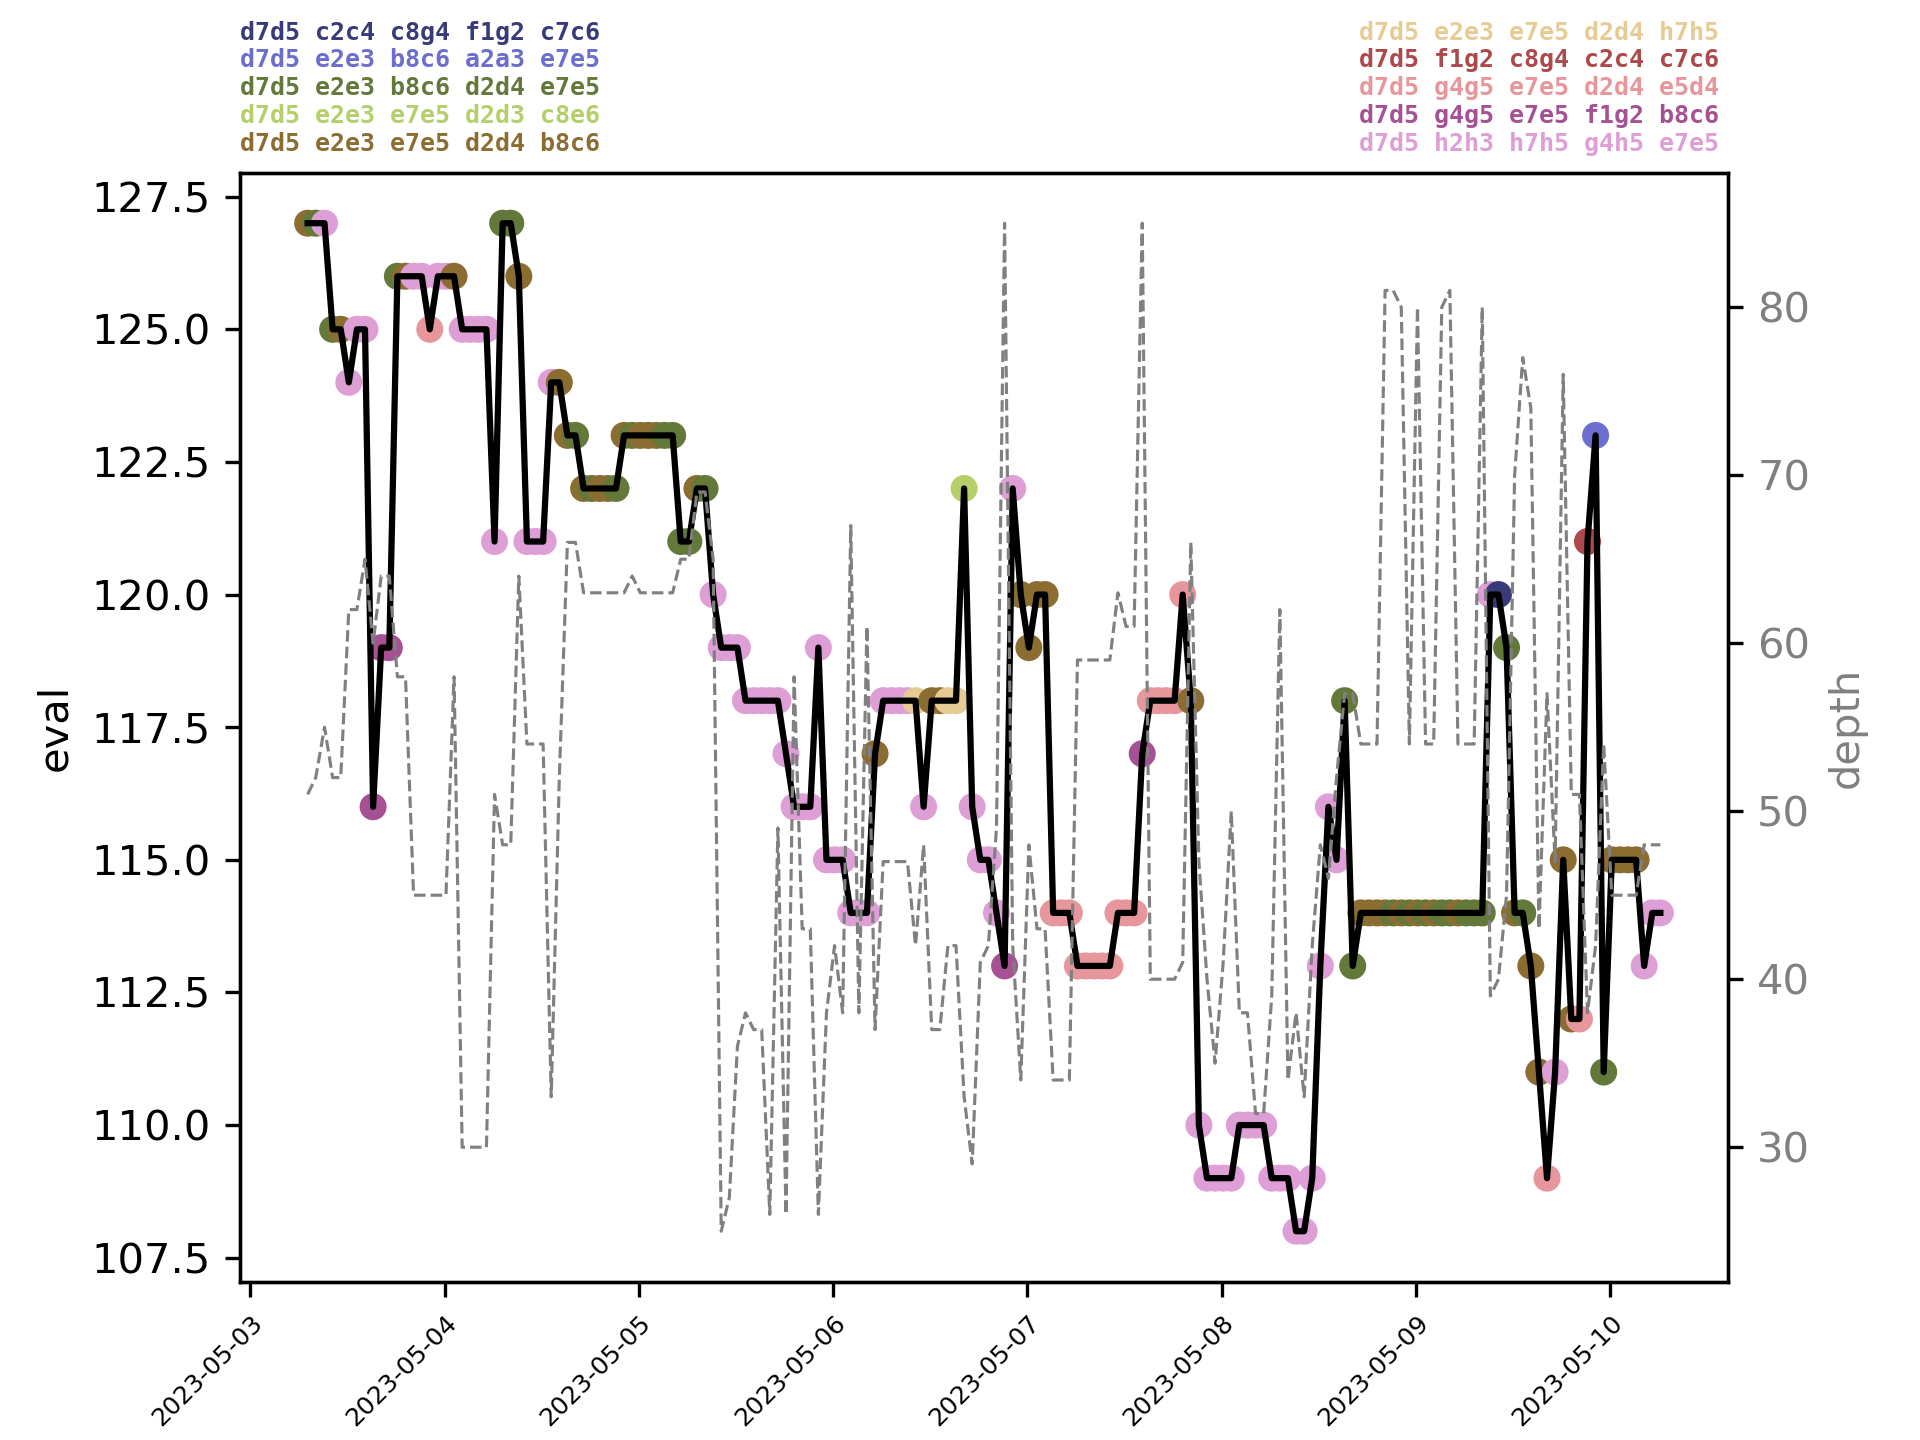 d7d5 c2c4 c8g4 f1g2 c7c6
d7d5 e2e3 b8c6 a2a3 e7e5
d7d5 e2e3 b8c6 d2d4 e7e5
d7d5 e2e3 e7e5 d2d3 c8e6
d7d5 e2e3 e7e5 d2d4 b8c6
d7d5 e2e3 e7e5 d2d4 h7h5
d7d5 f1g2 c8g4 c2c4 c7c6
d7d5 g4g5 e7e5 d2d4 e5d4
d7d5 g4g5 e7e5 f1g2 b8c6
d7d5 h2h3 h7h5 g4h5 e7e5
127.5
125.0
122.5
120.0
117.5
115.0
112.5
110.0
107.5
eval
80
70
60
50
40
30
depth
2023-05-03
2023-05-04
2023-05-05
2023-05-06
2023-05-07
2023-05-08
2023-05-09
2023-05-10